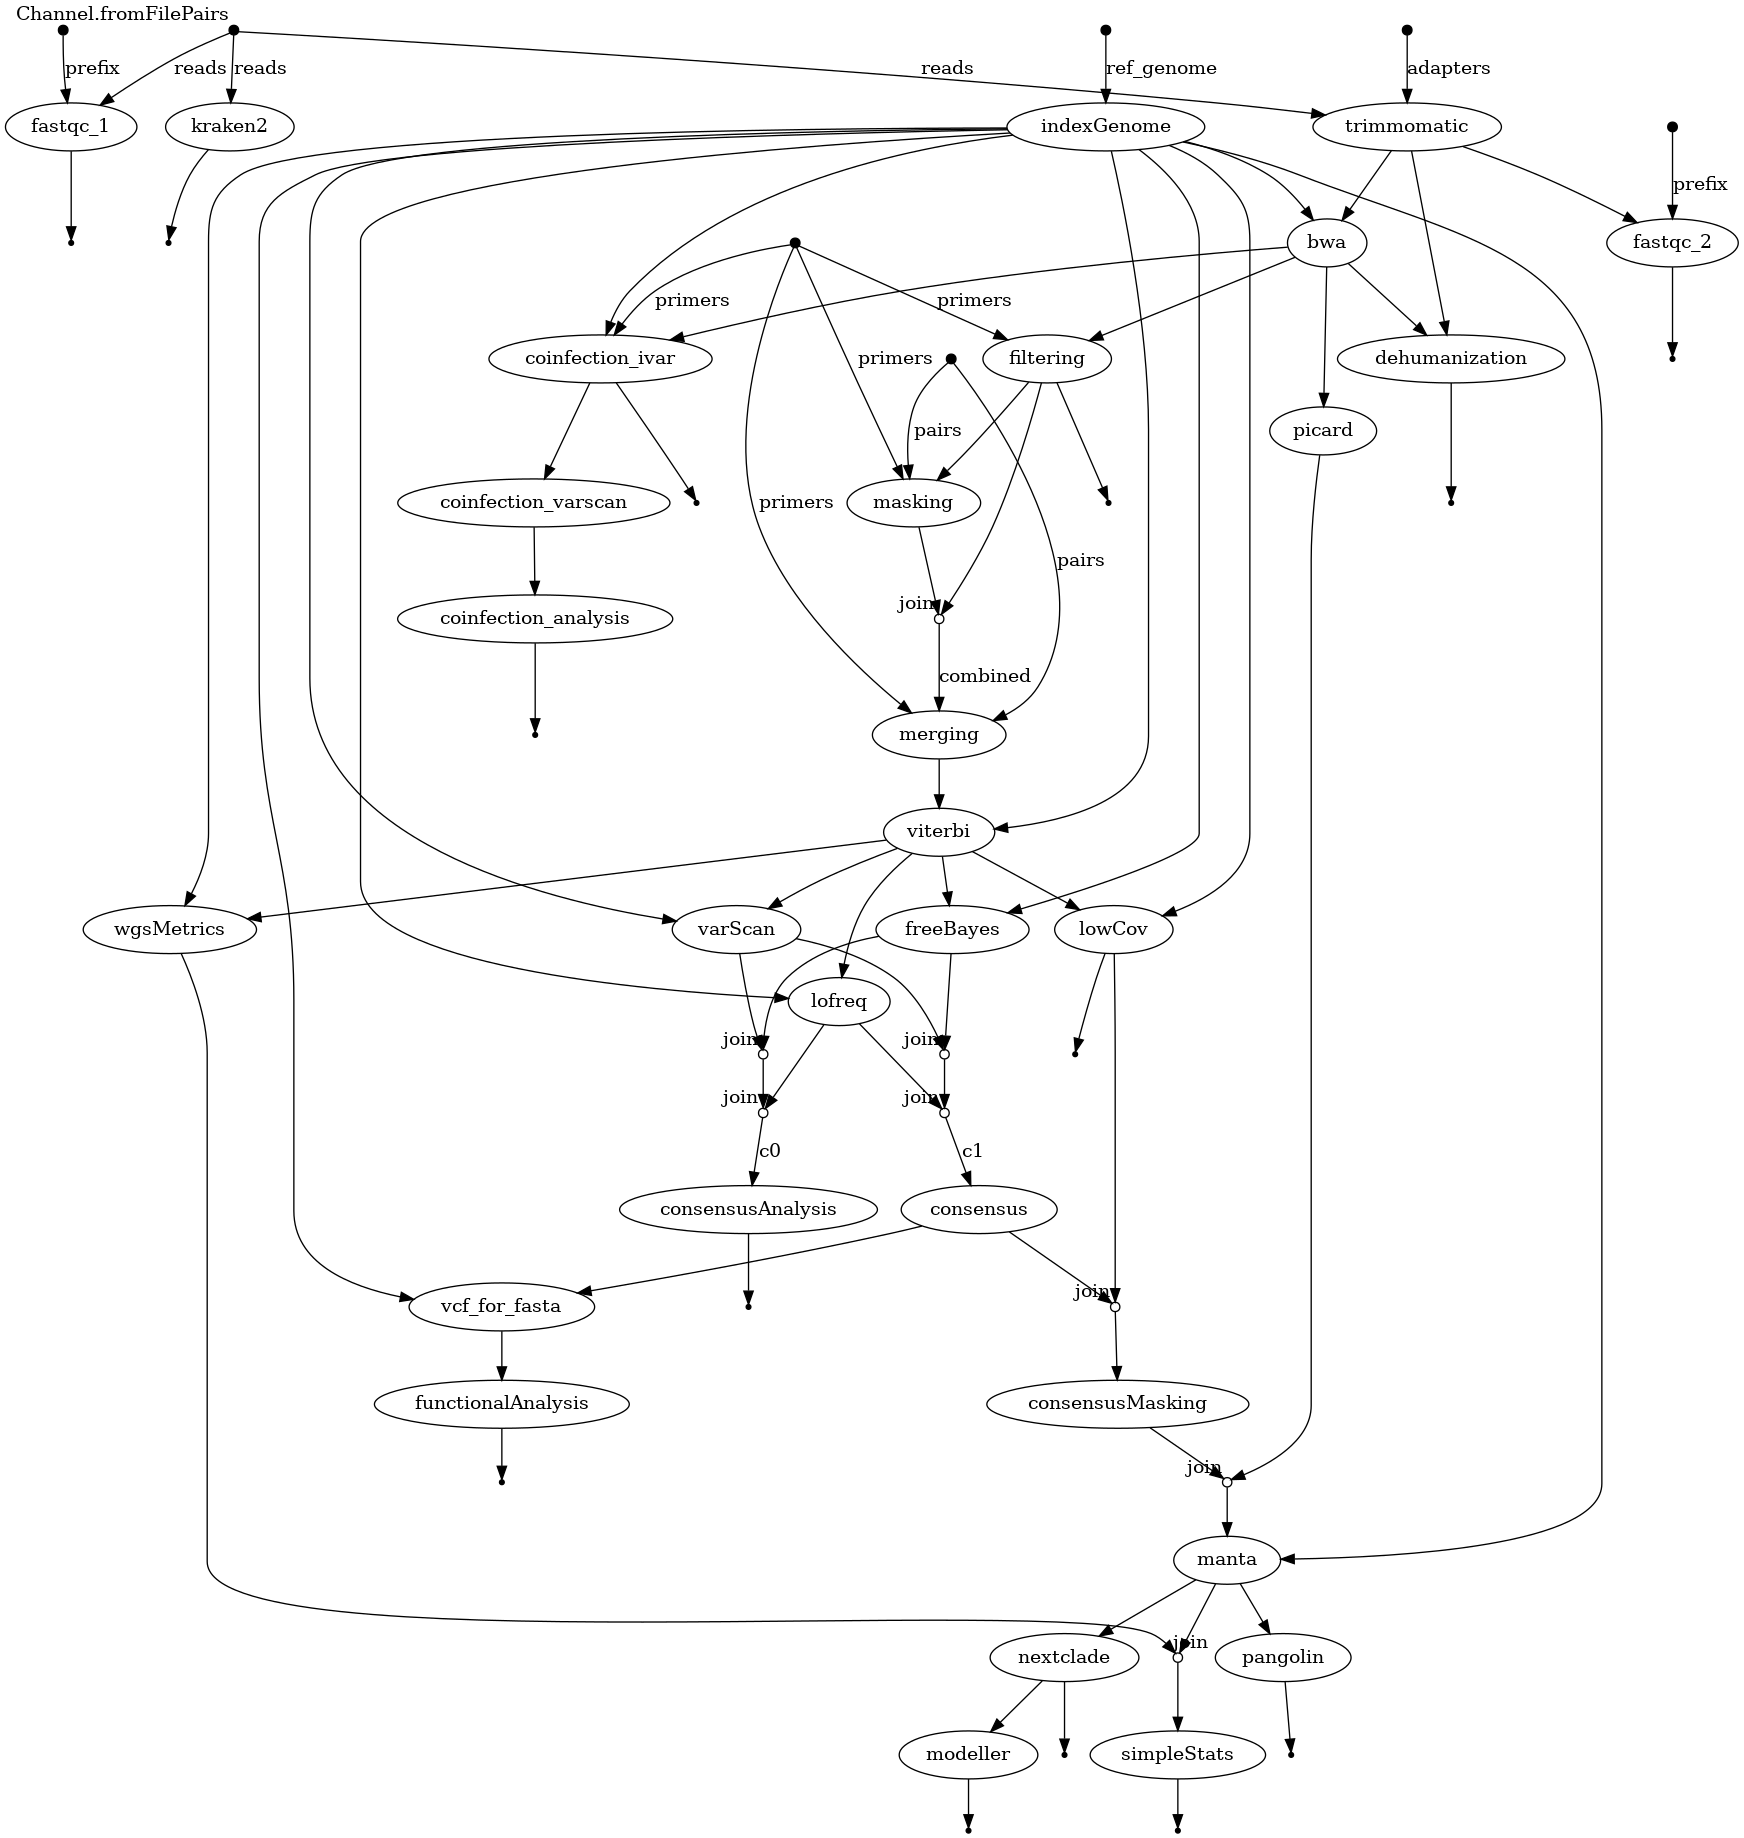 Channel.fromFilePairs
prefix
reads
reads
reads
ref_genome
adapters
fastqc_1
kraken2
indexGenome
trimmomatic
prefix
bwa
fastqc_2
primers
primers
coinfection_ivar
primers
filtering
dehumanization
pairs
picard
coinfection_varscan
primers
masking
pairs
join
coinfection_analysis
combined
merging
viterbi
wgsMetrics
varScan
freeBayes
lowCov
lofreq
join
join
join
join
c0
c1
consensusAnalysis
consensus
join
vcf_for_fasta
functionalAnalysis
consensusMasking
join
manta
join
nextclade
pangolin
modeller
simpleStats